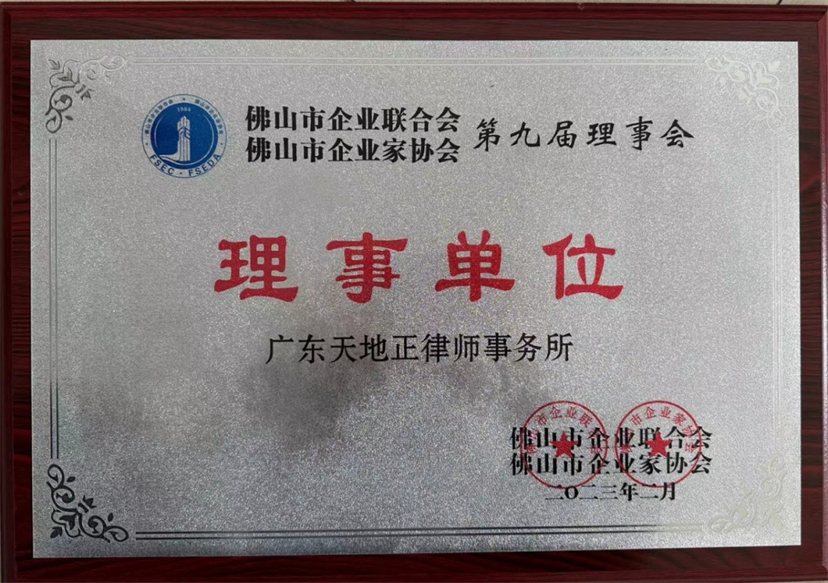 佛山市企业联合会
佛山市企业家协会
第九届理事会
1984
FSEC·FSEDA
理事单位
广东天地正律师事务所
佛山市企业联合会
佛山市企业家协会
二〇二三年二月